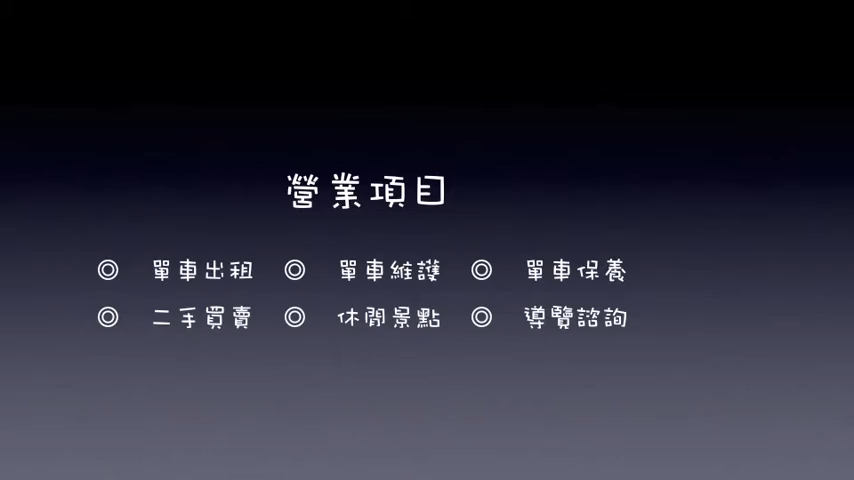 營業項目
◎ 單車出租 ◎ 單車維護 ◎ 單車保養
◎ 二手買賣 ◎ 休閒景點 ◎ 導覽諮詢